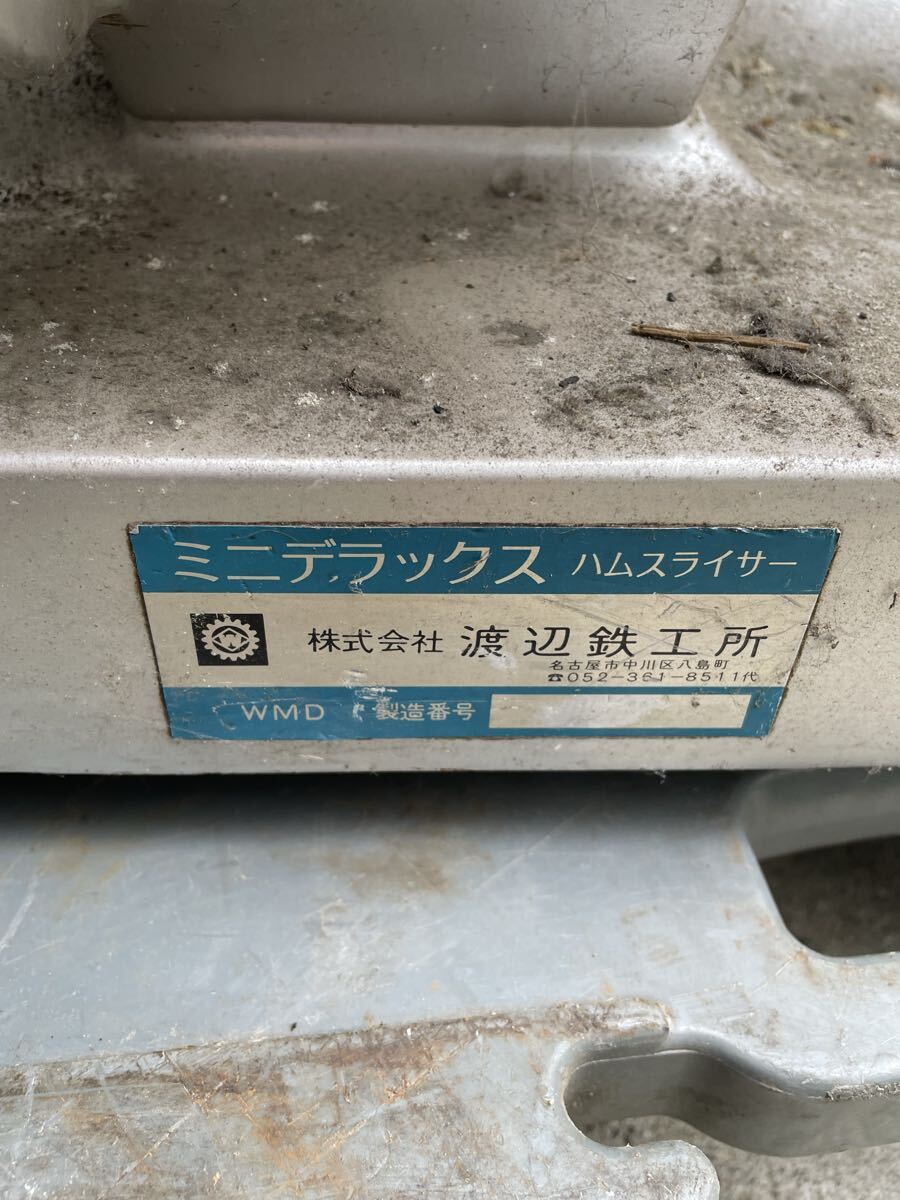 ミニデラックス ハムスライサー
株式会社 渡辺鉄工所
名古屋市中川区八島町
☎052-361-8511代
WMD 製造番号